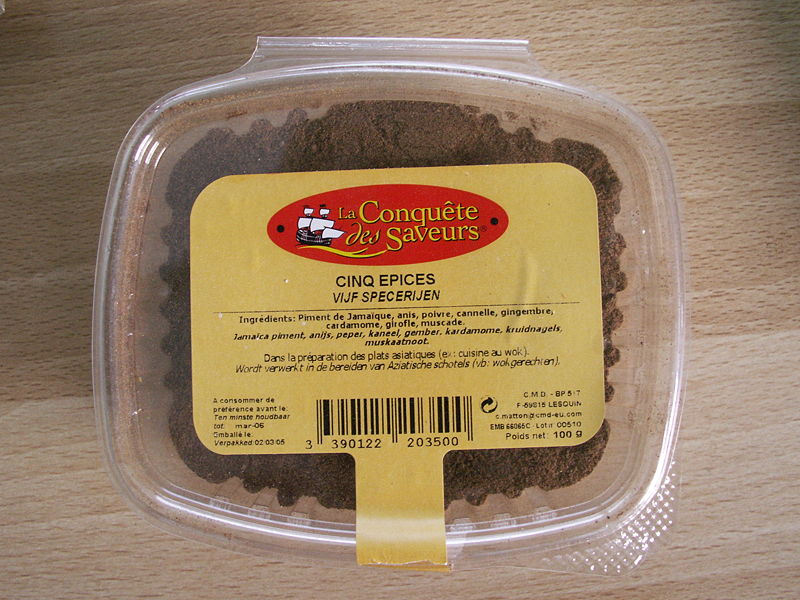 La Conquête
des Saveurs®
CINQ EPICES
VIJF SPECERIJEN
Ingrédients: Piment de Jamaïque, anis, poivre, cannelle, gingembre,
cardamome, girofle, muscade.
Jamaica piment, anijs, peper, kaneel, gember, kardamome, kruidnagels,
muskaatnoot.
Dans la préparation des plats asiatiques (ex: cuisine au wok).
Wordt verwerkt in de bereiden van Aziatische schotels (vb: wokgerechten).
A consommer de
préférence avant le:
Ten minste houdbaar
tot: mar-06
Emballé le:
Verpakked: 02/03/05
3 390122 203500
C.M.D. - BP 517
F-59815 LESQUIN
c.matton@cmd-eu.com
EMB 66065C - Lot n° 00510
Poids net: 100 g